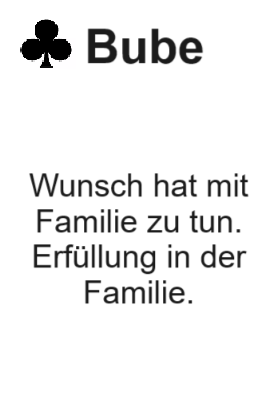 ♣ Bube
Wunsch hat mit
Familie zu tun.
Erfüllung in der
Familie.